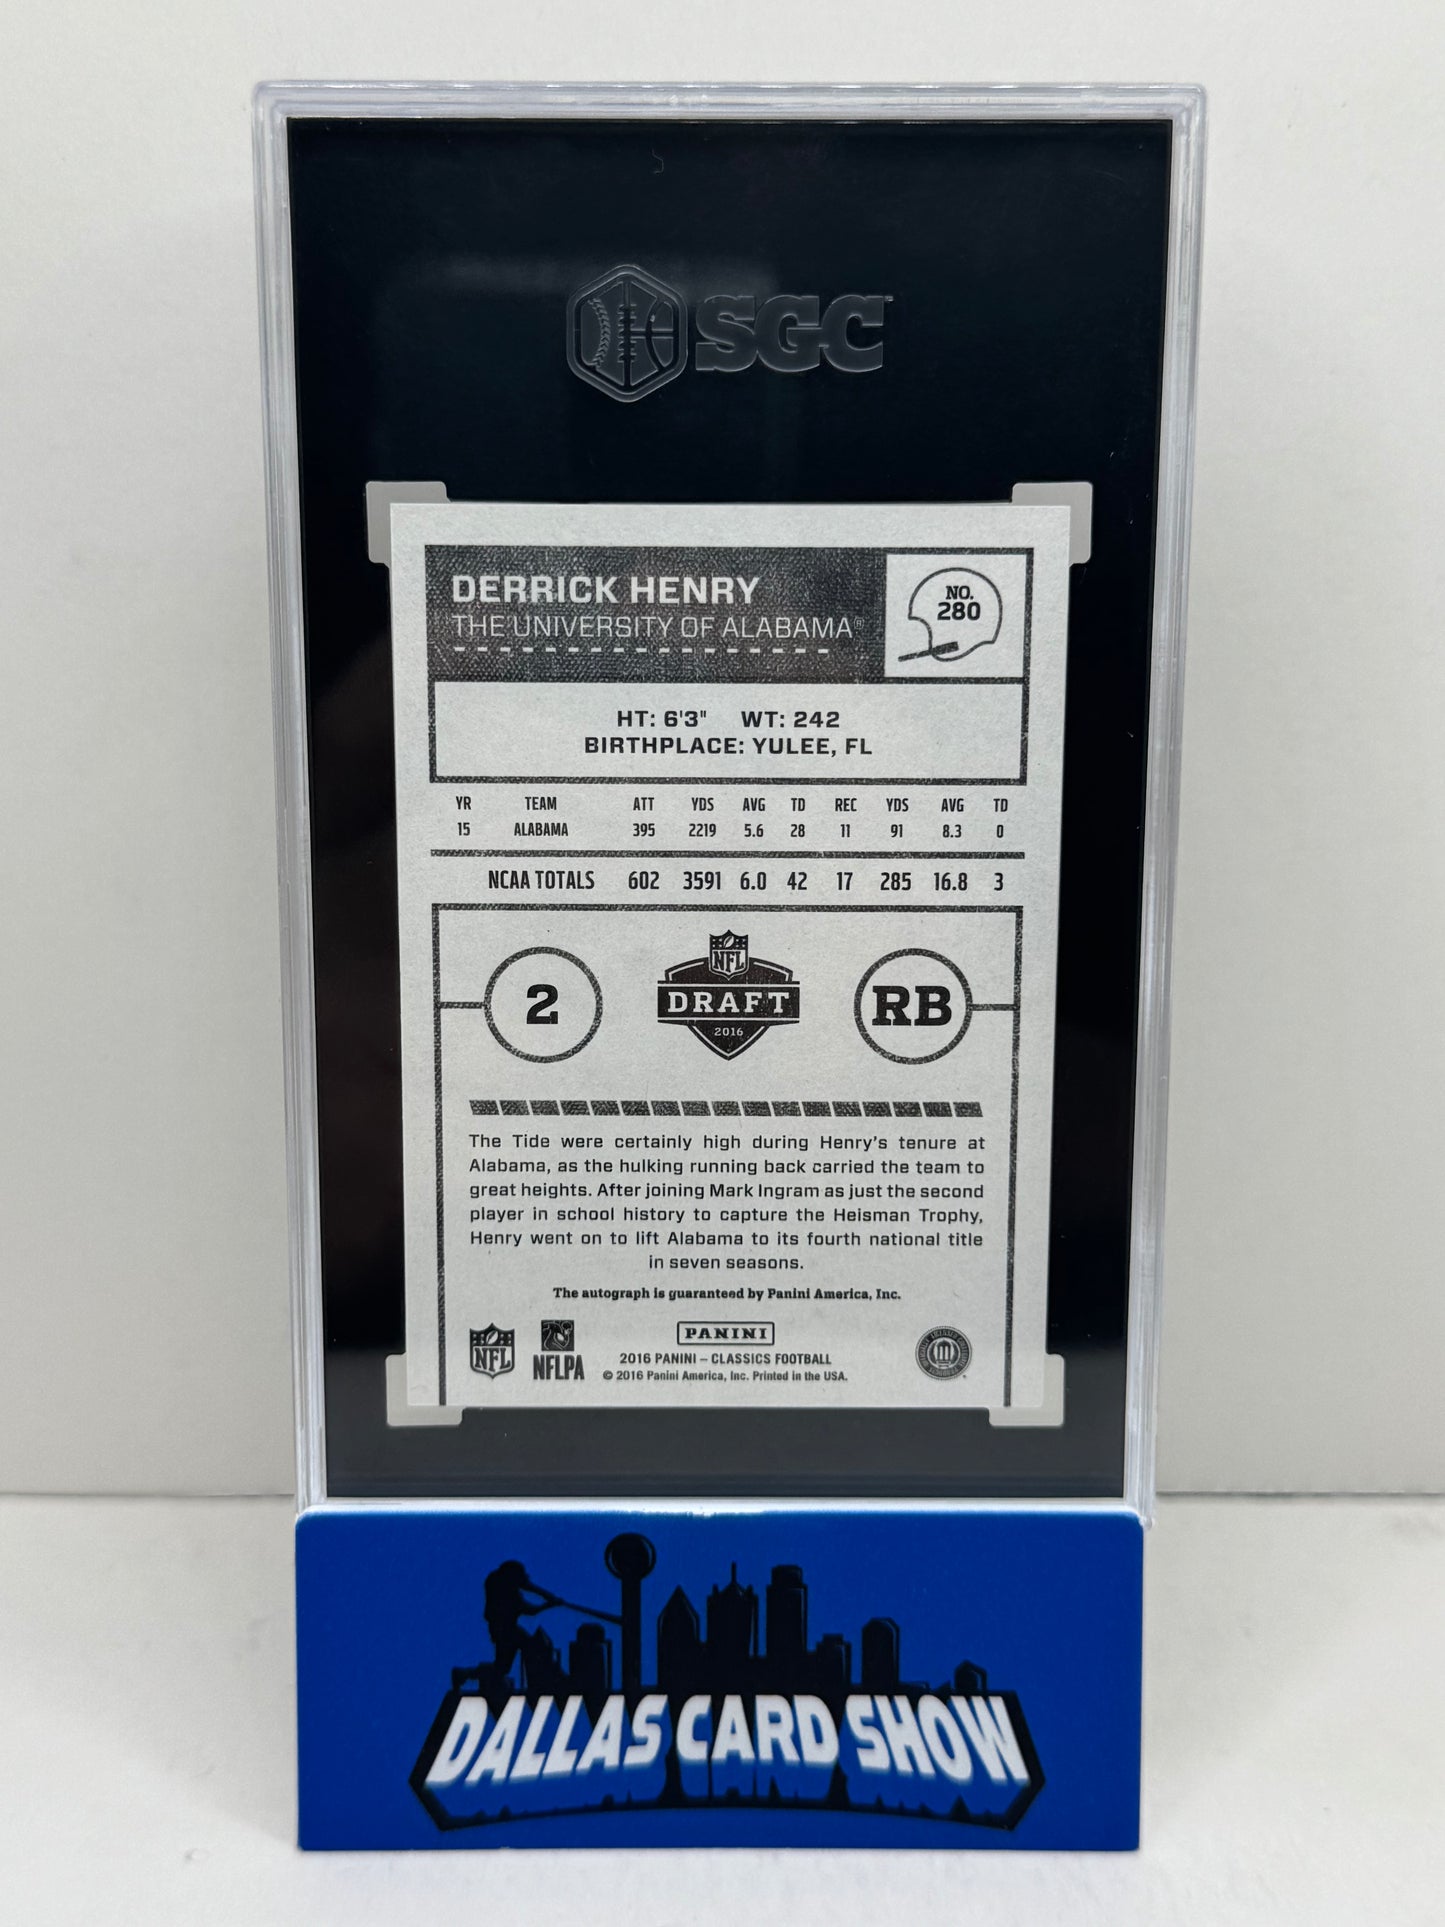 SGC
DERRICK HENRY
THE UNIVERSITY OF ALABAMA®
NO.
280
HT: 6'3" WT: 242
BIRTHPLACE: YULEE, FL
YR TEAM ATT YDS AVG TD REC YDS AVG TD
15 ALABAMA 395 2219 5.6 28 11 91 8.3 0
NCAA TOTALS 602 3591 6.0 42 17 285 16.8 3
NFL
2 DRAFT RB
2016
The Tide were certainly high during Henry's tenure at
Alabama, as the hulking running back carried the team to
great heights. After joining Mark Ingram as just the second
player in school history to capture the Heisman Trophy,
Henry went on to lift Alabama to its fourth national title
in seven seasons.
The autograph is guaranteed by Panini America, Inc.
PANINI
NFL NFLPA 2016 PANINI – CLASSICS FOOTBALL
© 2016 Panini America, Inc. Printed in the USA.
DALLAS CARD SHOW